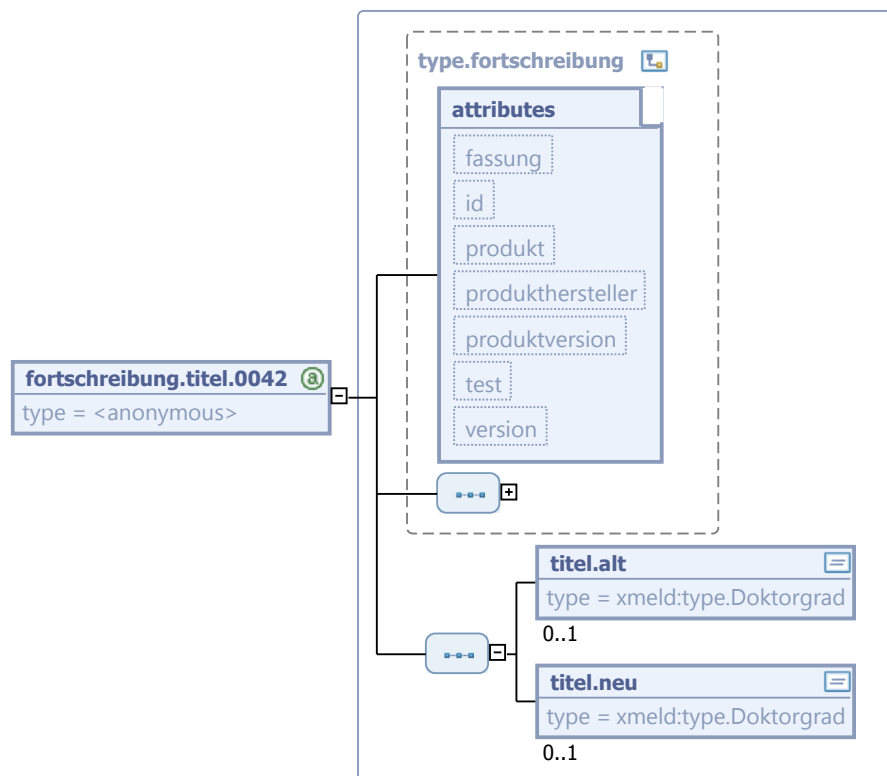 type.fortschreibung
attributes
fassung
id
produkt
produkthersteller
produktversion
test
version
fortschreibung.titel.0042 a
type = <anonymous>
titel.alt
type = xmeld:type.Doktorgrad
0..1
titel.neu
type = xmeld:type.Doktorgrad
0..1